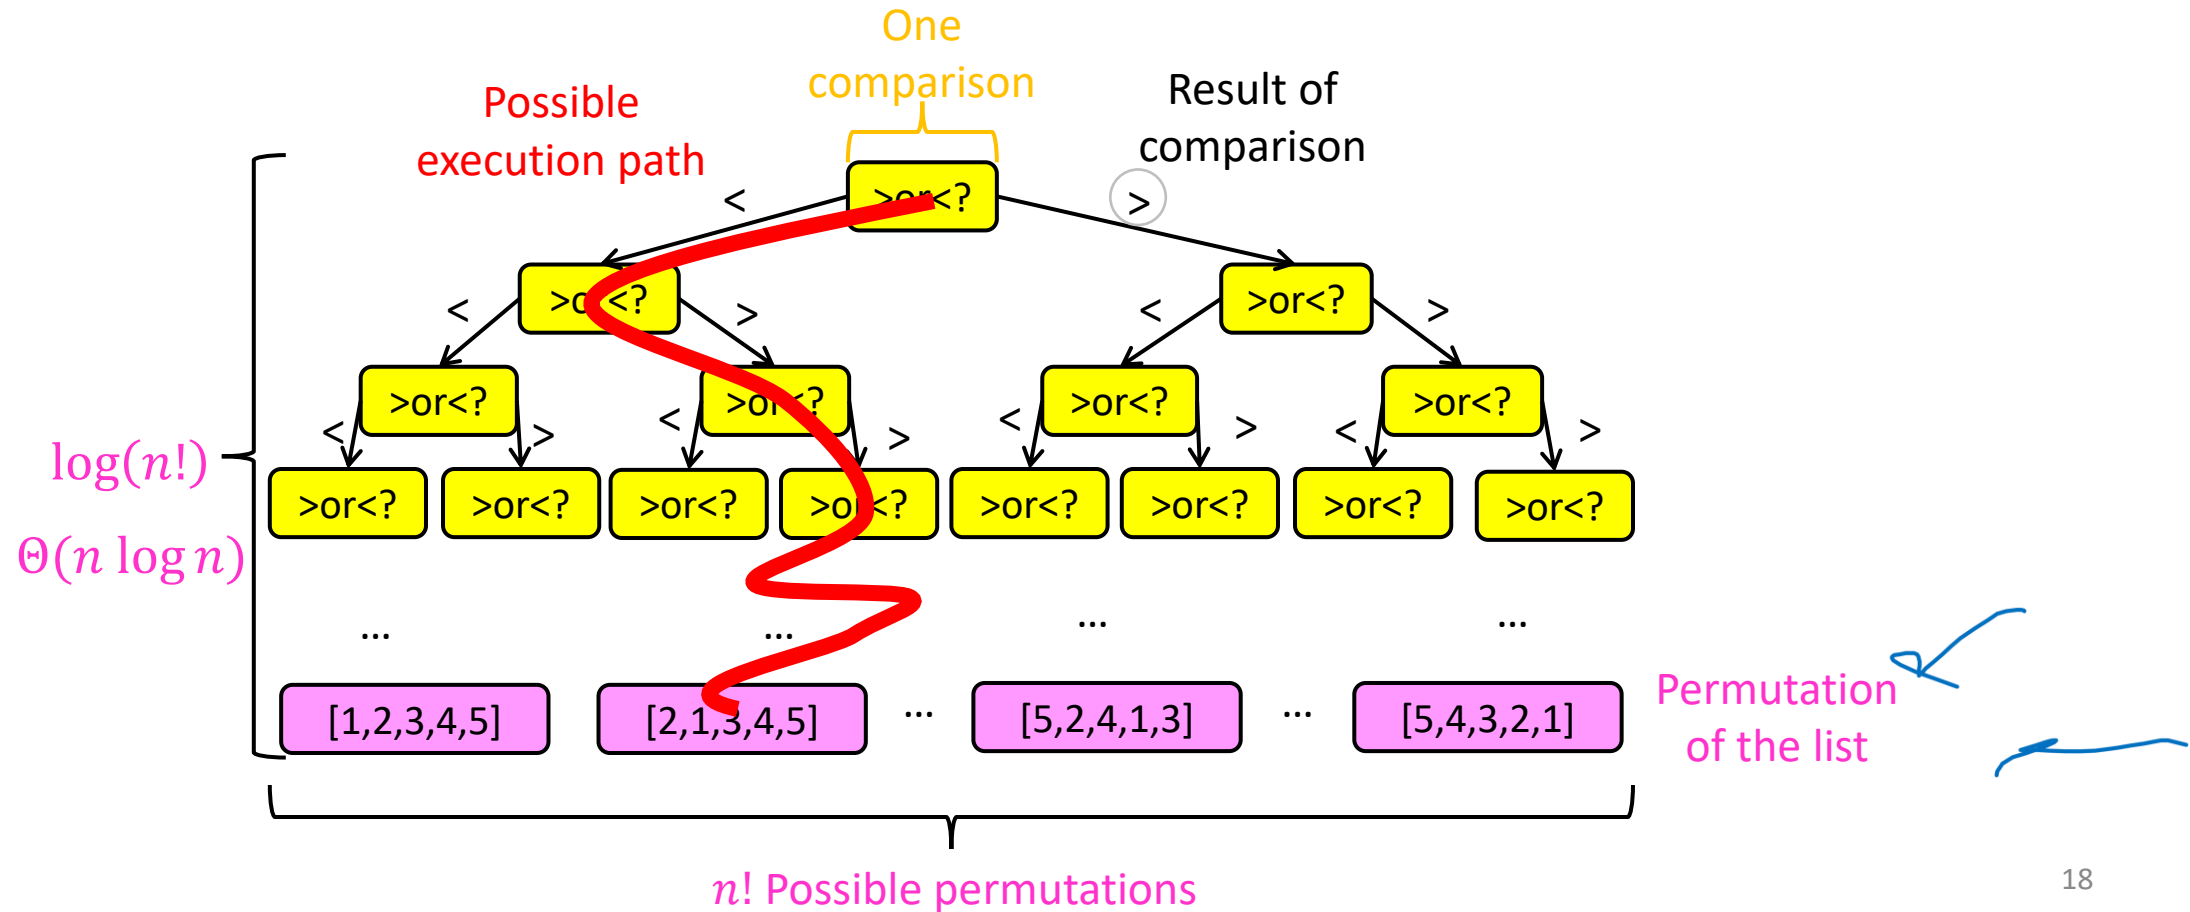 One
comparison
Possible
execution path
Result of
comparison
>or<?
< >
>or<? >or<?
< > < >
>or<? >or<? >or<? >or<?
< > < > < > < >
log(n!)
>or<? >or<? >or<? >or<? >or<? >or<? >or<? >or<?
Θ(n log n)
... ... ... ...
[1,2,3,4,5] [2,1,3,4,5] ... [5,2,4,1,3] ... [5,4,3,2,1]
Permutation
of the list
n! Possible permutations
18